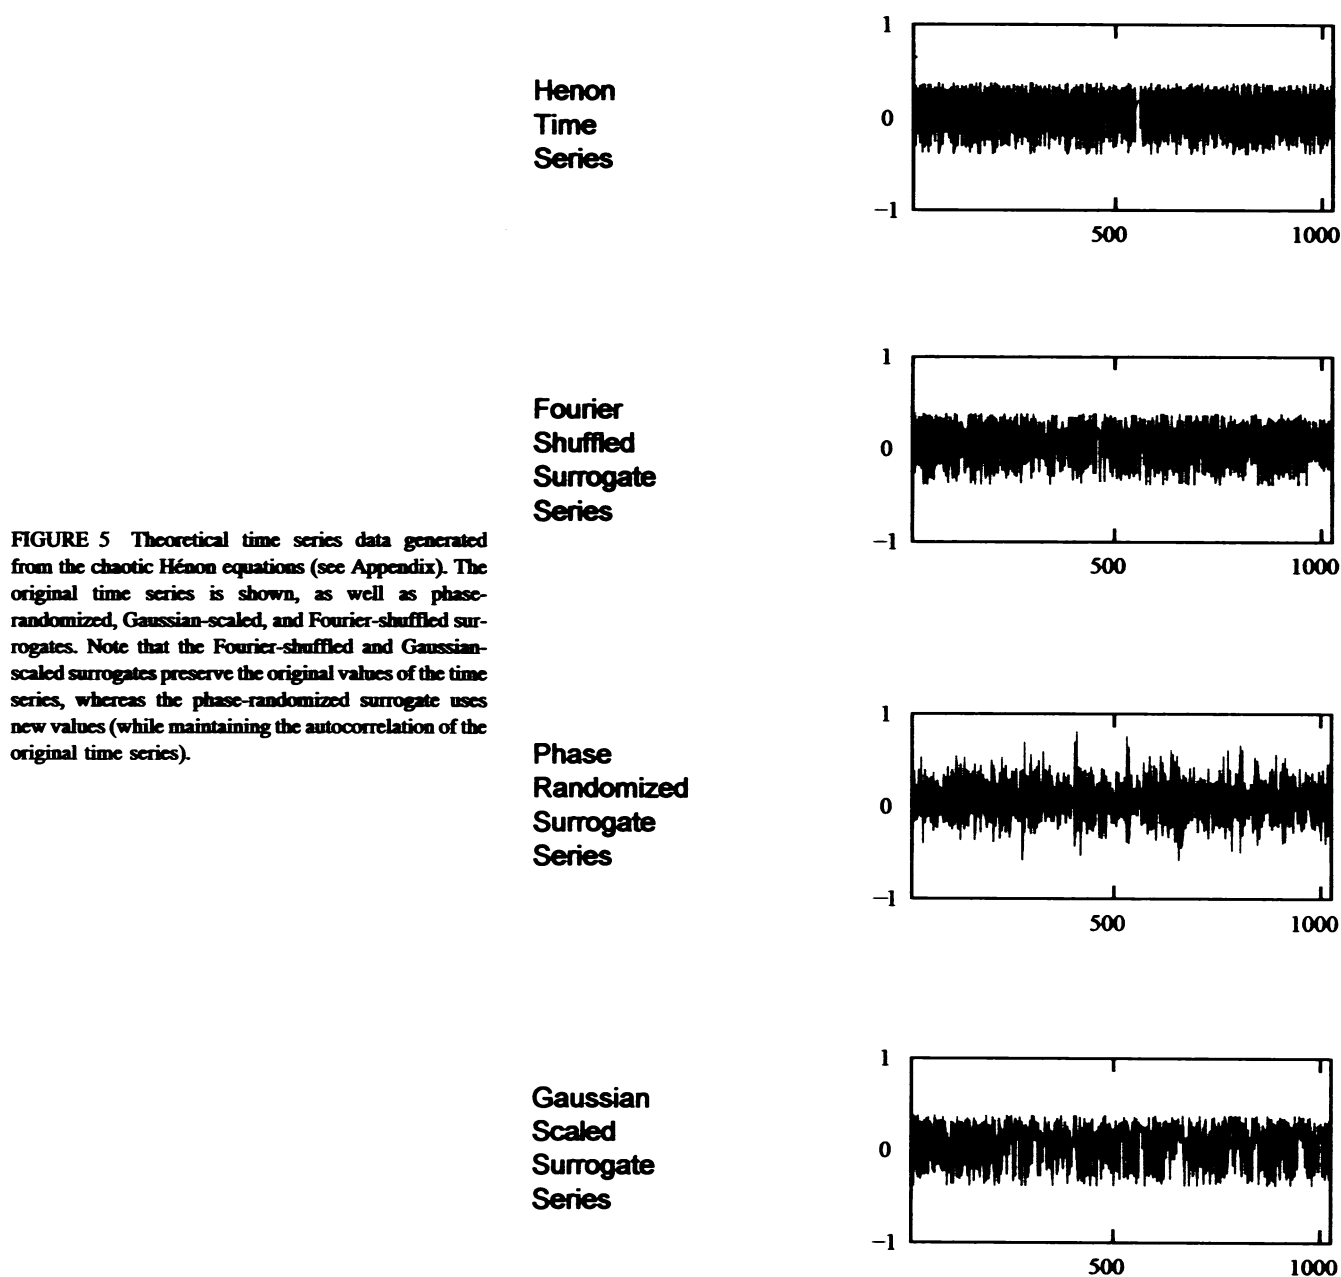 Henon
Time
Series
1
0
−1
500
1000
Fourier
Shuffled
Surrogate
Series
1
0
−1
500
1000
FIGURE 5 Theoretical time series data generated
from the chaotic Hénon equations (see Appendix). The
original time series is shown, as well as phase-
randomized, Gaussian-scaled, and Fourier-shuffled sur-
rogates. Note that the Fourier-shuffled and Gaussian-
scaled surrogates preserve the original values of the time
series, whereas the phase-randomized surrogate uses
new values (while maintaining the autocorrelation of the
original time series).
Phase
Randomized
Surrogate
Series
1
0
−1
500
1000
Gaussian
Scaled
Surrogate
Series
1
0
−1
500
1000